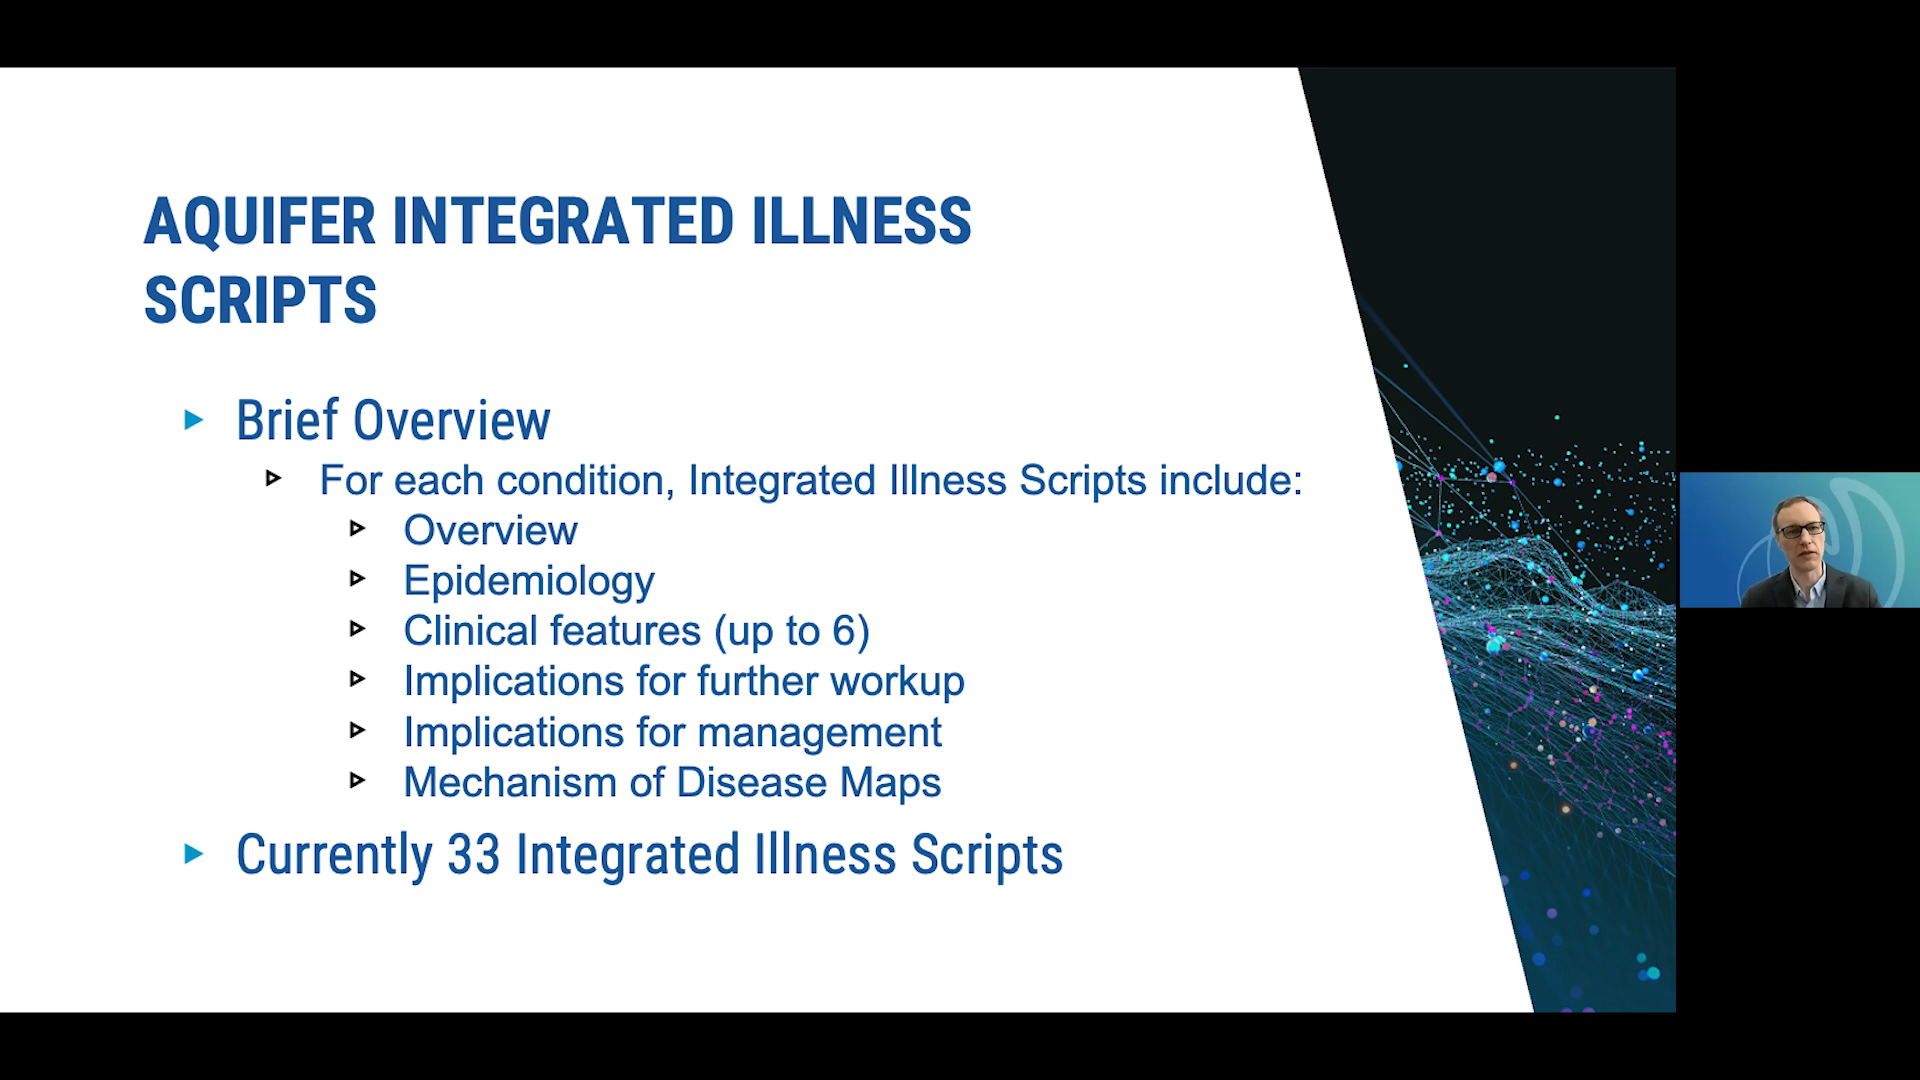 AQUIFER INTEGRATED ILLNESS
SCRIPTS
Brief Overview
For each condition, Integrated Illness Scripts include:
Overview
Epidemiology
Clinical features (up to 6)
Implications for further workup
Implications for management
Mechanism of Disease Maps
Currently 33 Integrated Illness Scripts